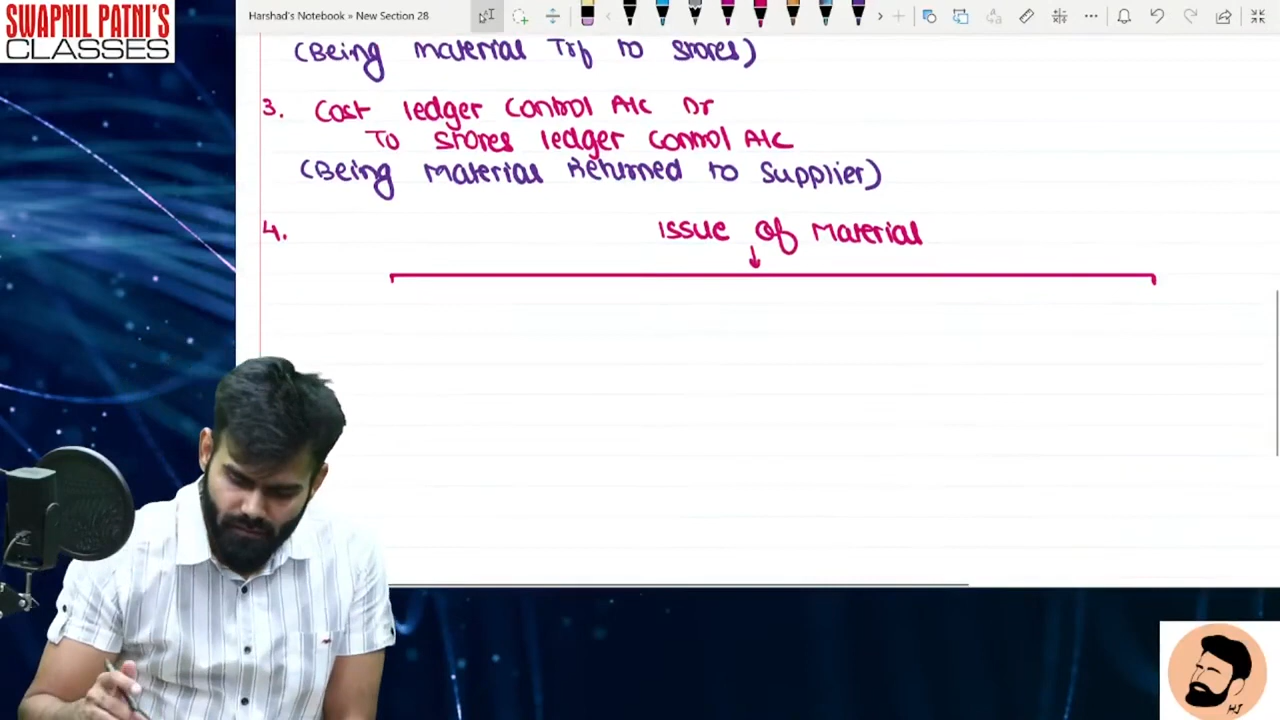 SWAPNIL PATNI'S
CLASSES
Harshad's Notebook » New Section 28
(Being Material Trf to stores)
3. Cost ledger Control A/c Dr
To stores ledger Control A/c
(Being Material Returned to Supplier)
4. Issue of Material
HJ